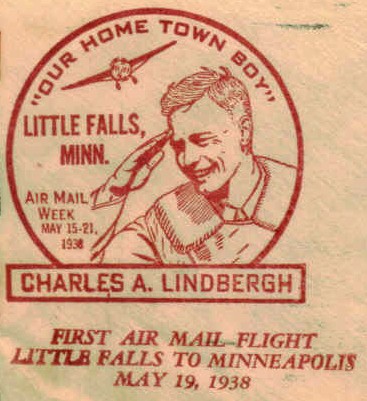 "OUR HOME TOWN BOY"
LITTLE FALLS,
MINN.
AIR MAIL
WEEK
MAY 15-21,
1938
CHARLES A. LINDBERGH
FIRST AIR MAIL FLIGHT
LITTLE FALLS TO MINNEAPOLIS
MAY 19, 1938